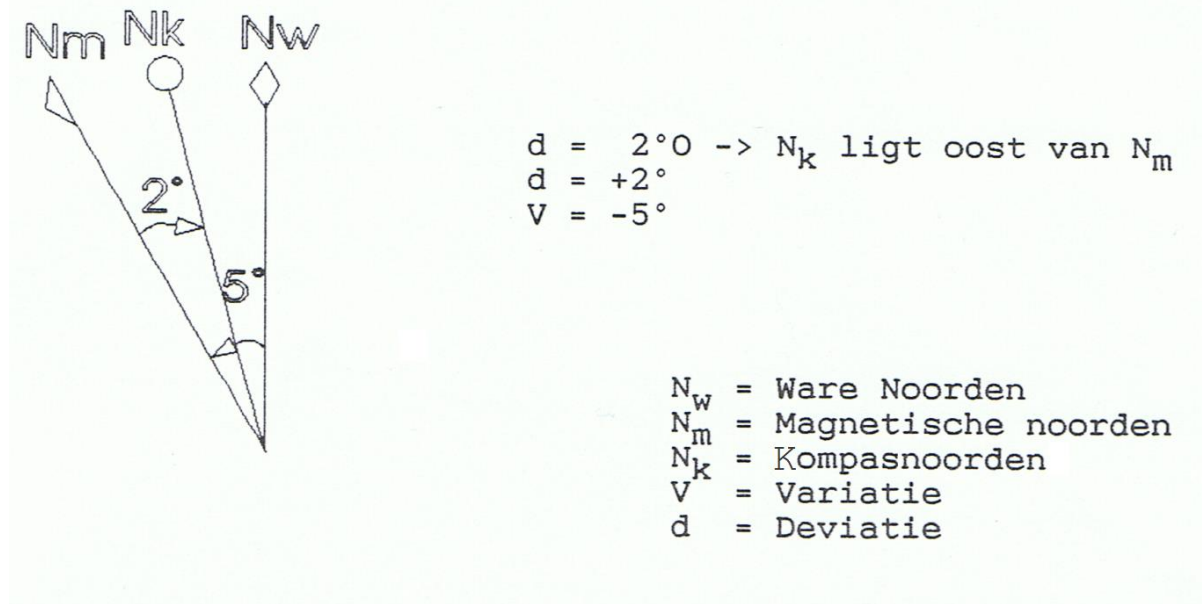 Nm Nk Nw
2°
5°
d = 2°O -> Nk ligt oost van Nm
d = +2°
V = -5°
Nw = Ware Noorden
Nm = Magnetische noorden
Nk = Kompasnoorden
V = Variatie
d = Deviatie